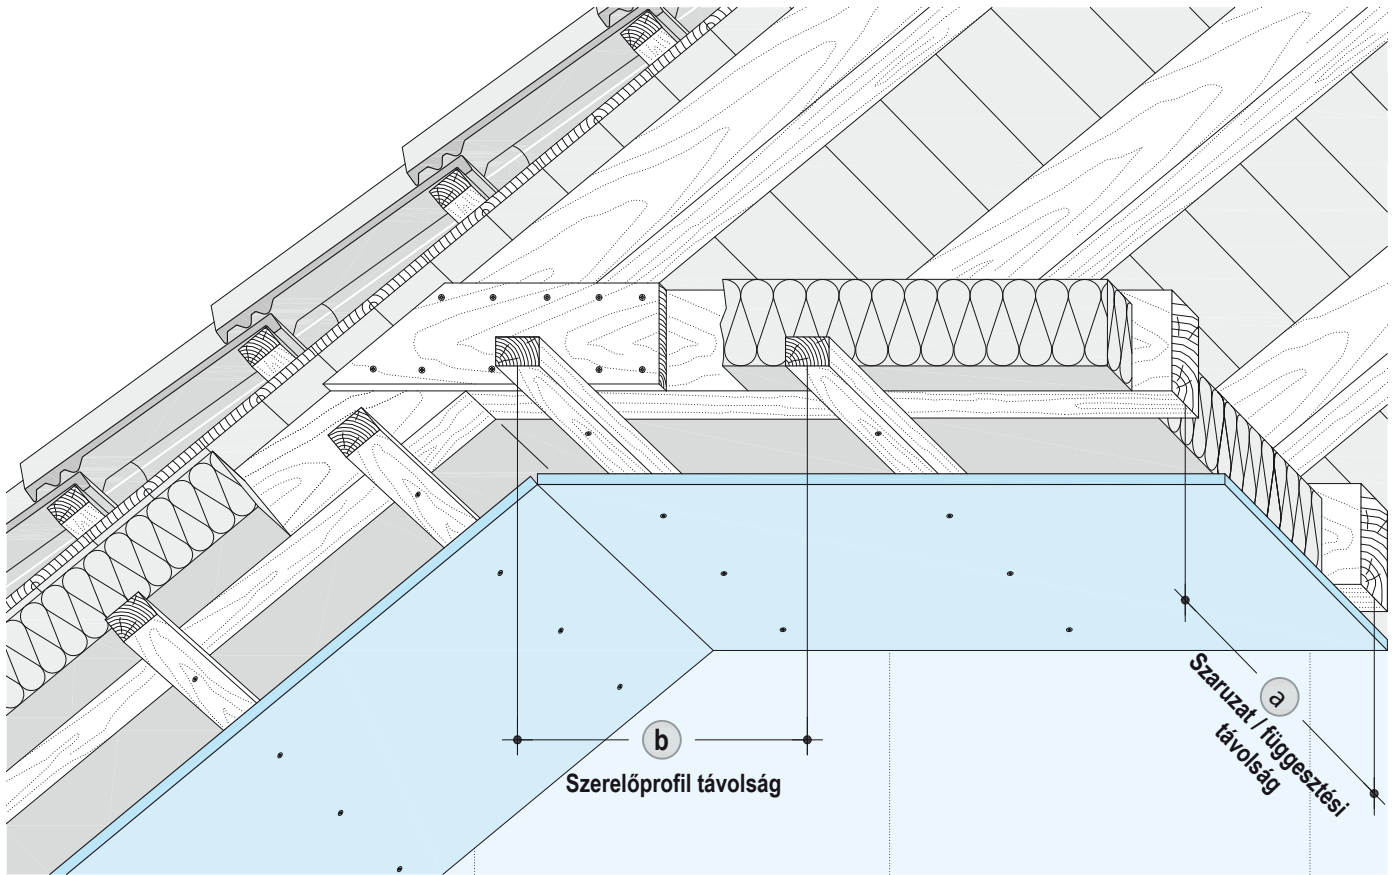 b
Szerelőprofil távolság
a
Szaruzat / függesztési
távolság